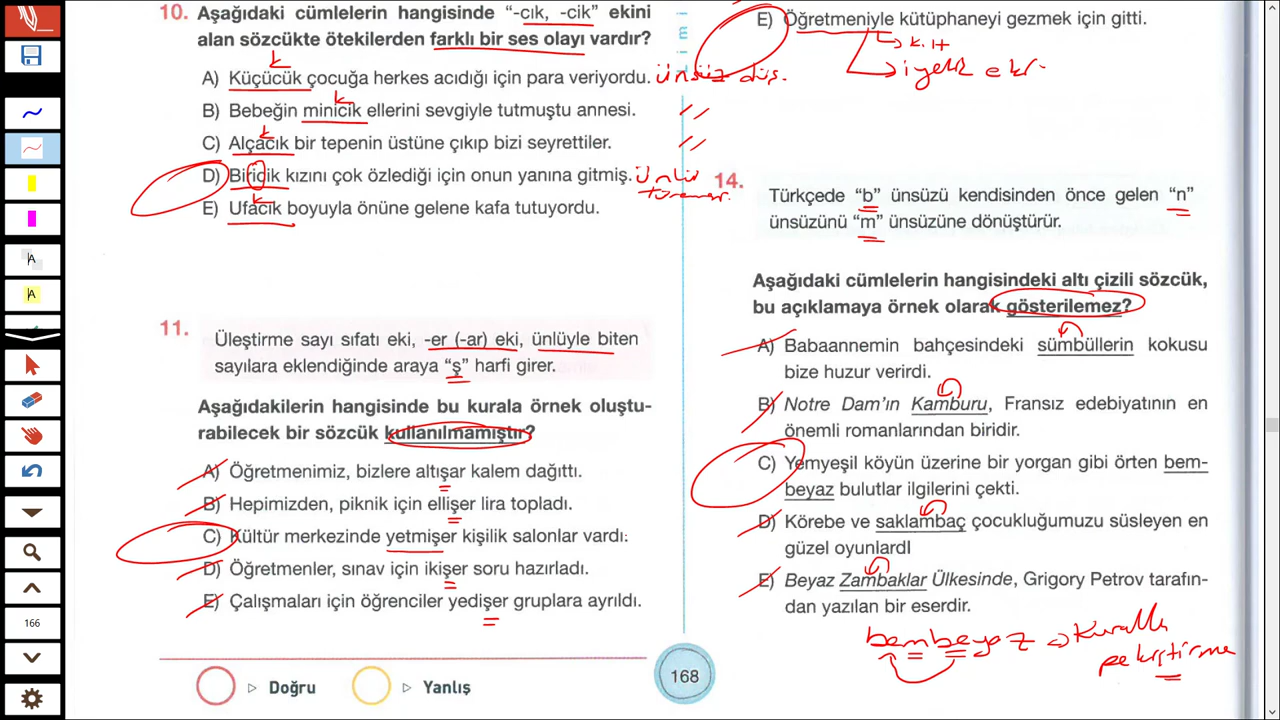 10. Aşağıdaki cümlelerin hangisinde “-cık, -cik” ekini
alan sözcükte ötekilerden farklı bir ses olayı vardır?
k
A) Küçücük çocuğa herkes acıdığı için para veriyordu. ünsüz düş.
k
B) Bebeğin minicik ellerini sevgiyle tutmuştu annesi. "
k
C) Alçacık bir tepenin üstüne çıkıp bizi seyrettiler. "
D) Biricik kızını çok özlediği için onun yanına gitmiş. ünlü
türemesi.
k
E) Ufacık boyuyla önüne gelene kafa tutuyordu.
11.
Üleştirme sayı sıfatı eki, -er (-ar) eki, ünlüyle biten
sayılara eklendiğinde araya “ş” harfi girer.
Aşağıdakilerin hangisinde bu kurala örnek oluştu-
rabilecek bir sözcük kullanılmamıştır?
A) Öğretmenimiz, bizlere altışar kalem dağıttı.
B) Hepimizden, piknik için ellişer lira topladı.
C) Kültür merkezinde yetmişer kişilik salonlar vardı.
D) Öğretmenler, sınav için ikişer soru hazırladı.
E) Çalışmaları için öğrenciler yedişer gruplara ayrıldı.
Doğru
Yanlış
168
E) Öğretmeniyle kütüphaneyi gezmek için gitti.
k.H
iyelik eki
14.
Türkçede “b” ünsüzü kendisinden önce gelen “n”
ünsüzünü “m” ünsüzüne dönüştürür.
Aşağıdaki cümlelerin hangisindeki altı çizili sözcük,
bu açıklamaya örnek olarak gösterilemez?
A) Babaannemin bahçesindeki sümbüllerin kokusu
bize huzur verirdi.
B) Notre Dam’ın Kamburu, Fransız edebiyatının en
önemli romanlarından biridir.
C) Yemyeşil köyün üzerine bir yorgan gibi örten bem-
beyaz bulutlar ilgilerini çekti.
D) Körebe ve saklambaç çocukluğumuzu süsleyen en
güzel oyunlardI
E) Beyaz Zambaklar Ülkesinde, Grigory Petrov tarafın-
dan yazılan bir eserdir.
bembeyaz → Kurallı
pekiştirme
A
A
166